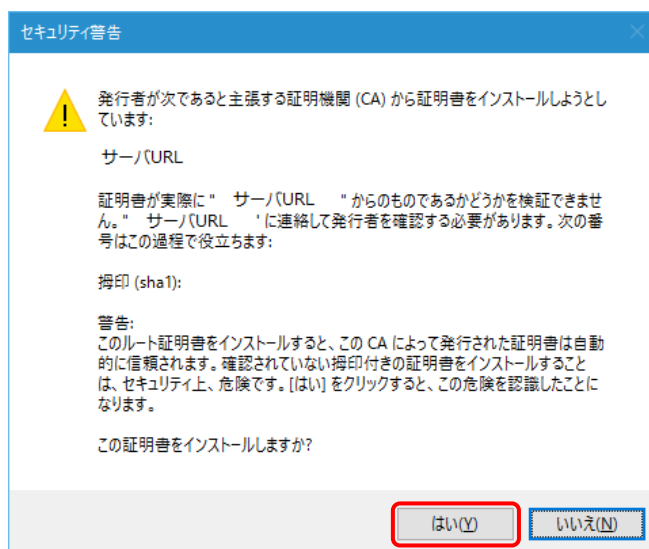 セキュリティ警告
発行者が次であると主張する証明機関 (CA) から証明書をインストールしようとし
ています:
サーバURL
証明書が実際に " サーバURL " からのものであるかどうかを検証できませ
ん。" サーバURL ' に連絡して発行者を確認する必要があります。次の番
号はこの過程で役立ちます:
拇印 (sha1):
警告:
このルート証明書をインストールすると、この CA によって発行された証明書は自動
的に信頼されます。確認されていない拇印付きの証明書をインストールすること
は、セキュリティ上、危険です。[はい] をクリックすると、この危険を認識したことに
なります。
この証明書をインストールしますか?
はい(Y)
いいえ(N)